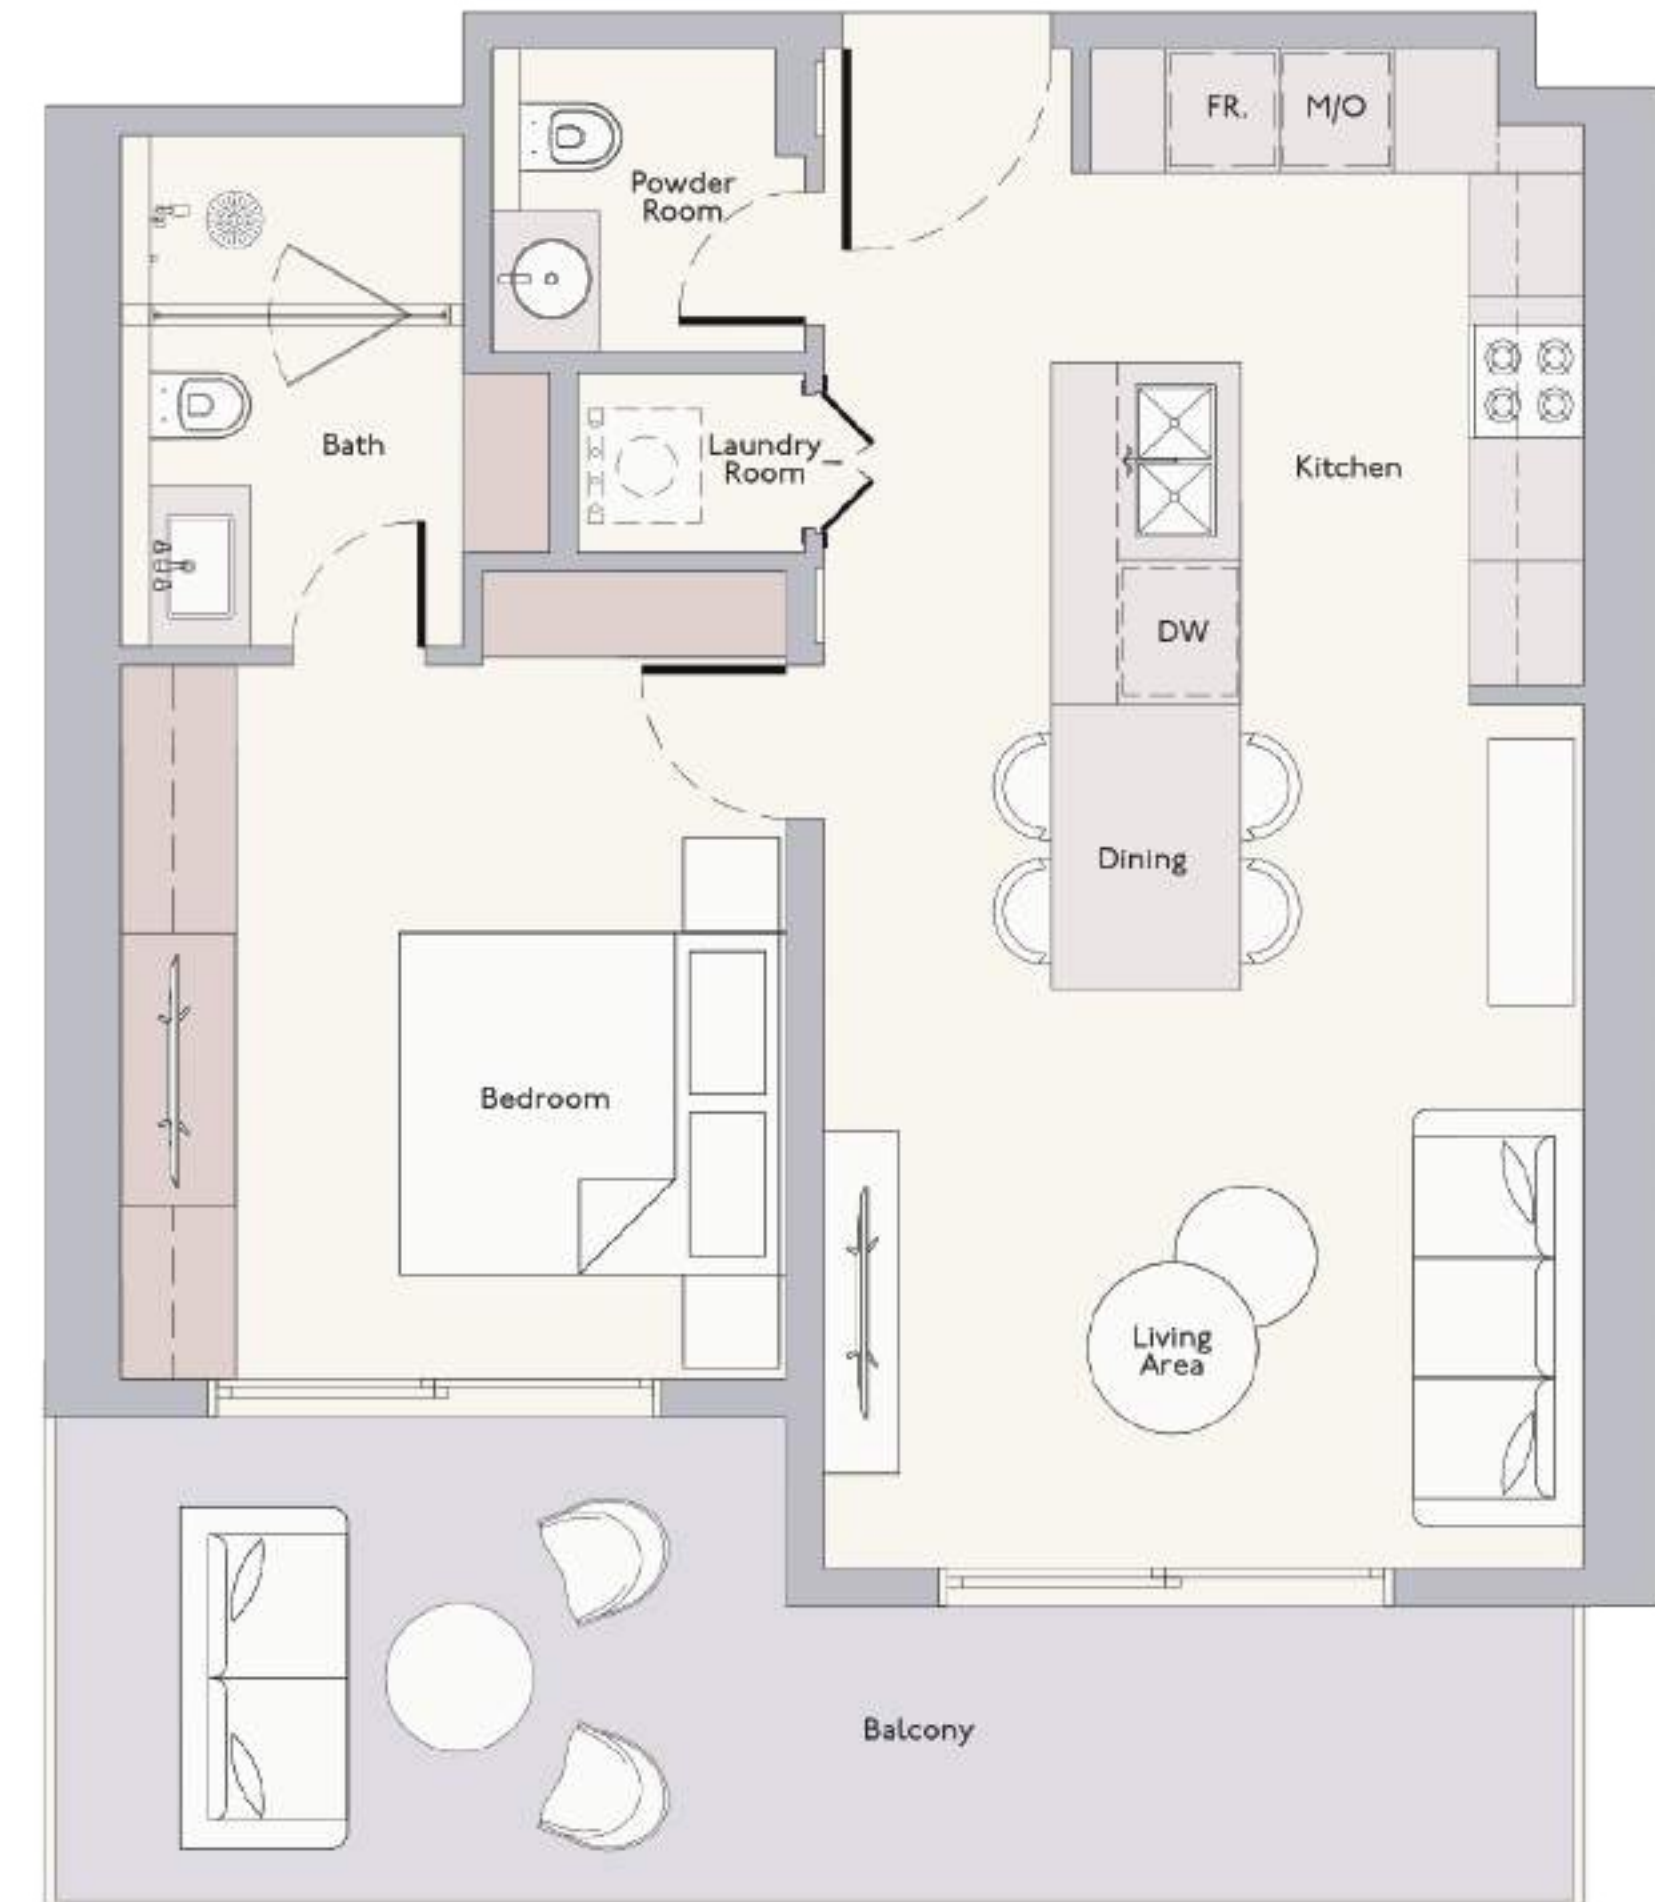 FR.
M/O
Powder
Room
Bath
Laundry
Room
Kitchen
DW
Dining
Bedroom
Living
Area
Balcony